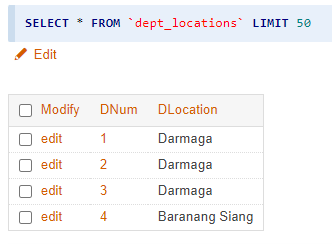 SELECT * FROM `dept_locations` LIMIT 50
Edit
Modify DNum DLocation
edit 1 Darmaga
edit 2 Darmaga
edit 3 Darmaga
edit 4 Baranang Siang